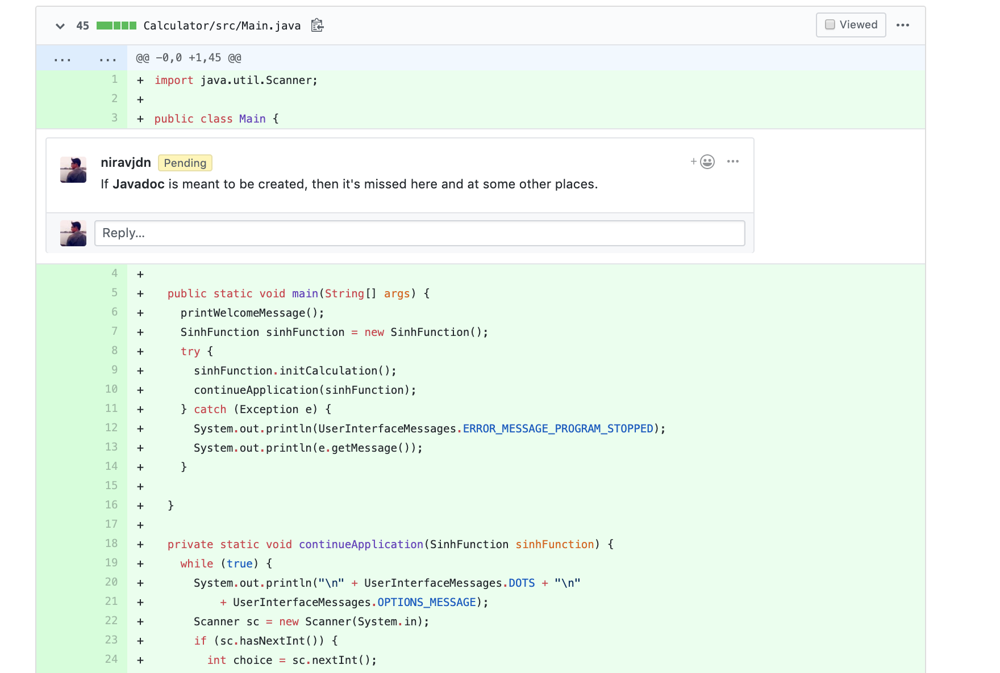 45 Calculator/src/Main.java Viewed ...
... ... @@ -0,0 +1,45 @@
1 + import java.util.Scanner;
2 +
3 + public class Main {
niravjdn Pending + ...
If Javadoc is meant to be created, then it's missed here and at some other places.
Reply...
4 +
5 + public static void main(String[] args) {
6 + printWelcomeMessage();
7 + SinhFunction sinhFunction = new SinhFunction();
8 + try {
9 + sinhFunction.initCalculation();
10 + continueApplication(sinhFunction);
11 + } catch (Exception e) {
12 + System.out.println(UserInterfaceMessages.ERROR_MESSAGE_PROGRAM_STOPPED);
13 + System.out.println(e.getMessage());
14 + }
15 +
16 + }
17 +
18 + private static void continueApplication(SinhFunction sinhFunction) {
19 + while (true) {
20 + System.out.println("\n" + UserInterfaceMessages.DOTS + "\n"
21 + + UserInterfaceMessages.OPTIONS_MESSAGE);
22 + Scanner sc = new Scanner(System.in);
23 + if (sc.hasNextInt()) {
24 + int choice = sc.nextInt();